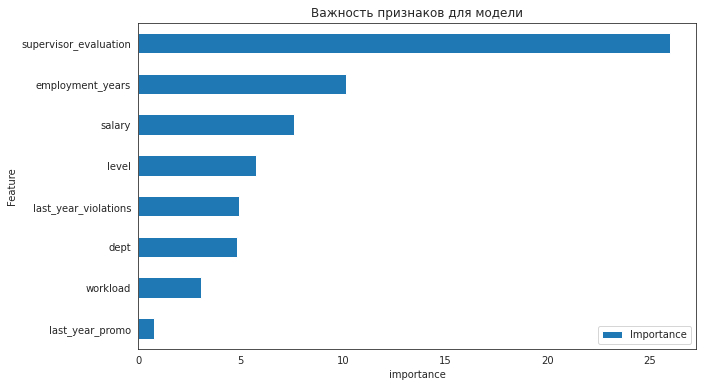 Важность признаков для модели
Feature
supervisor_evaluation
employment_years
salary
level
last_year_violations
dept
workload
last_year_promo
Importance
0 5 10 15 20 25
importance